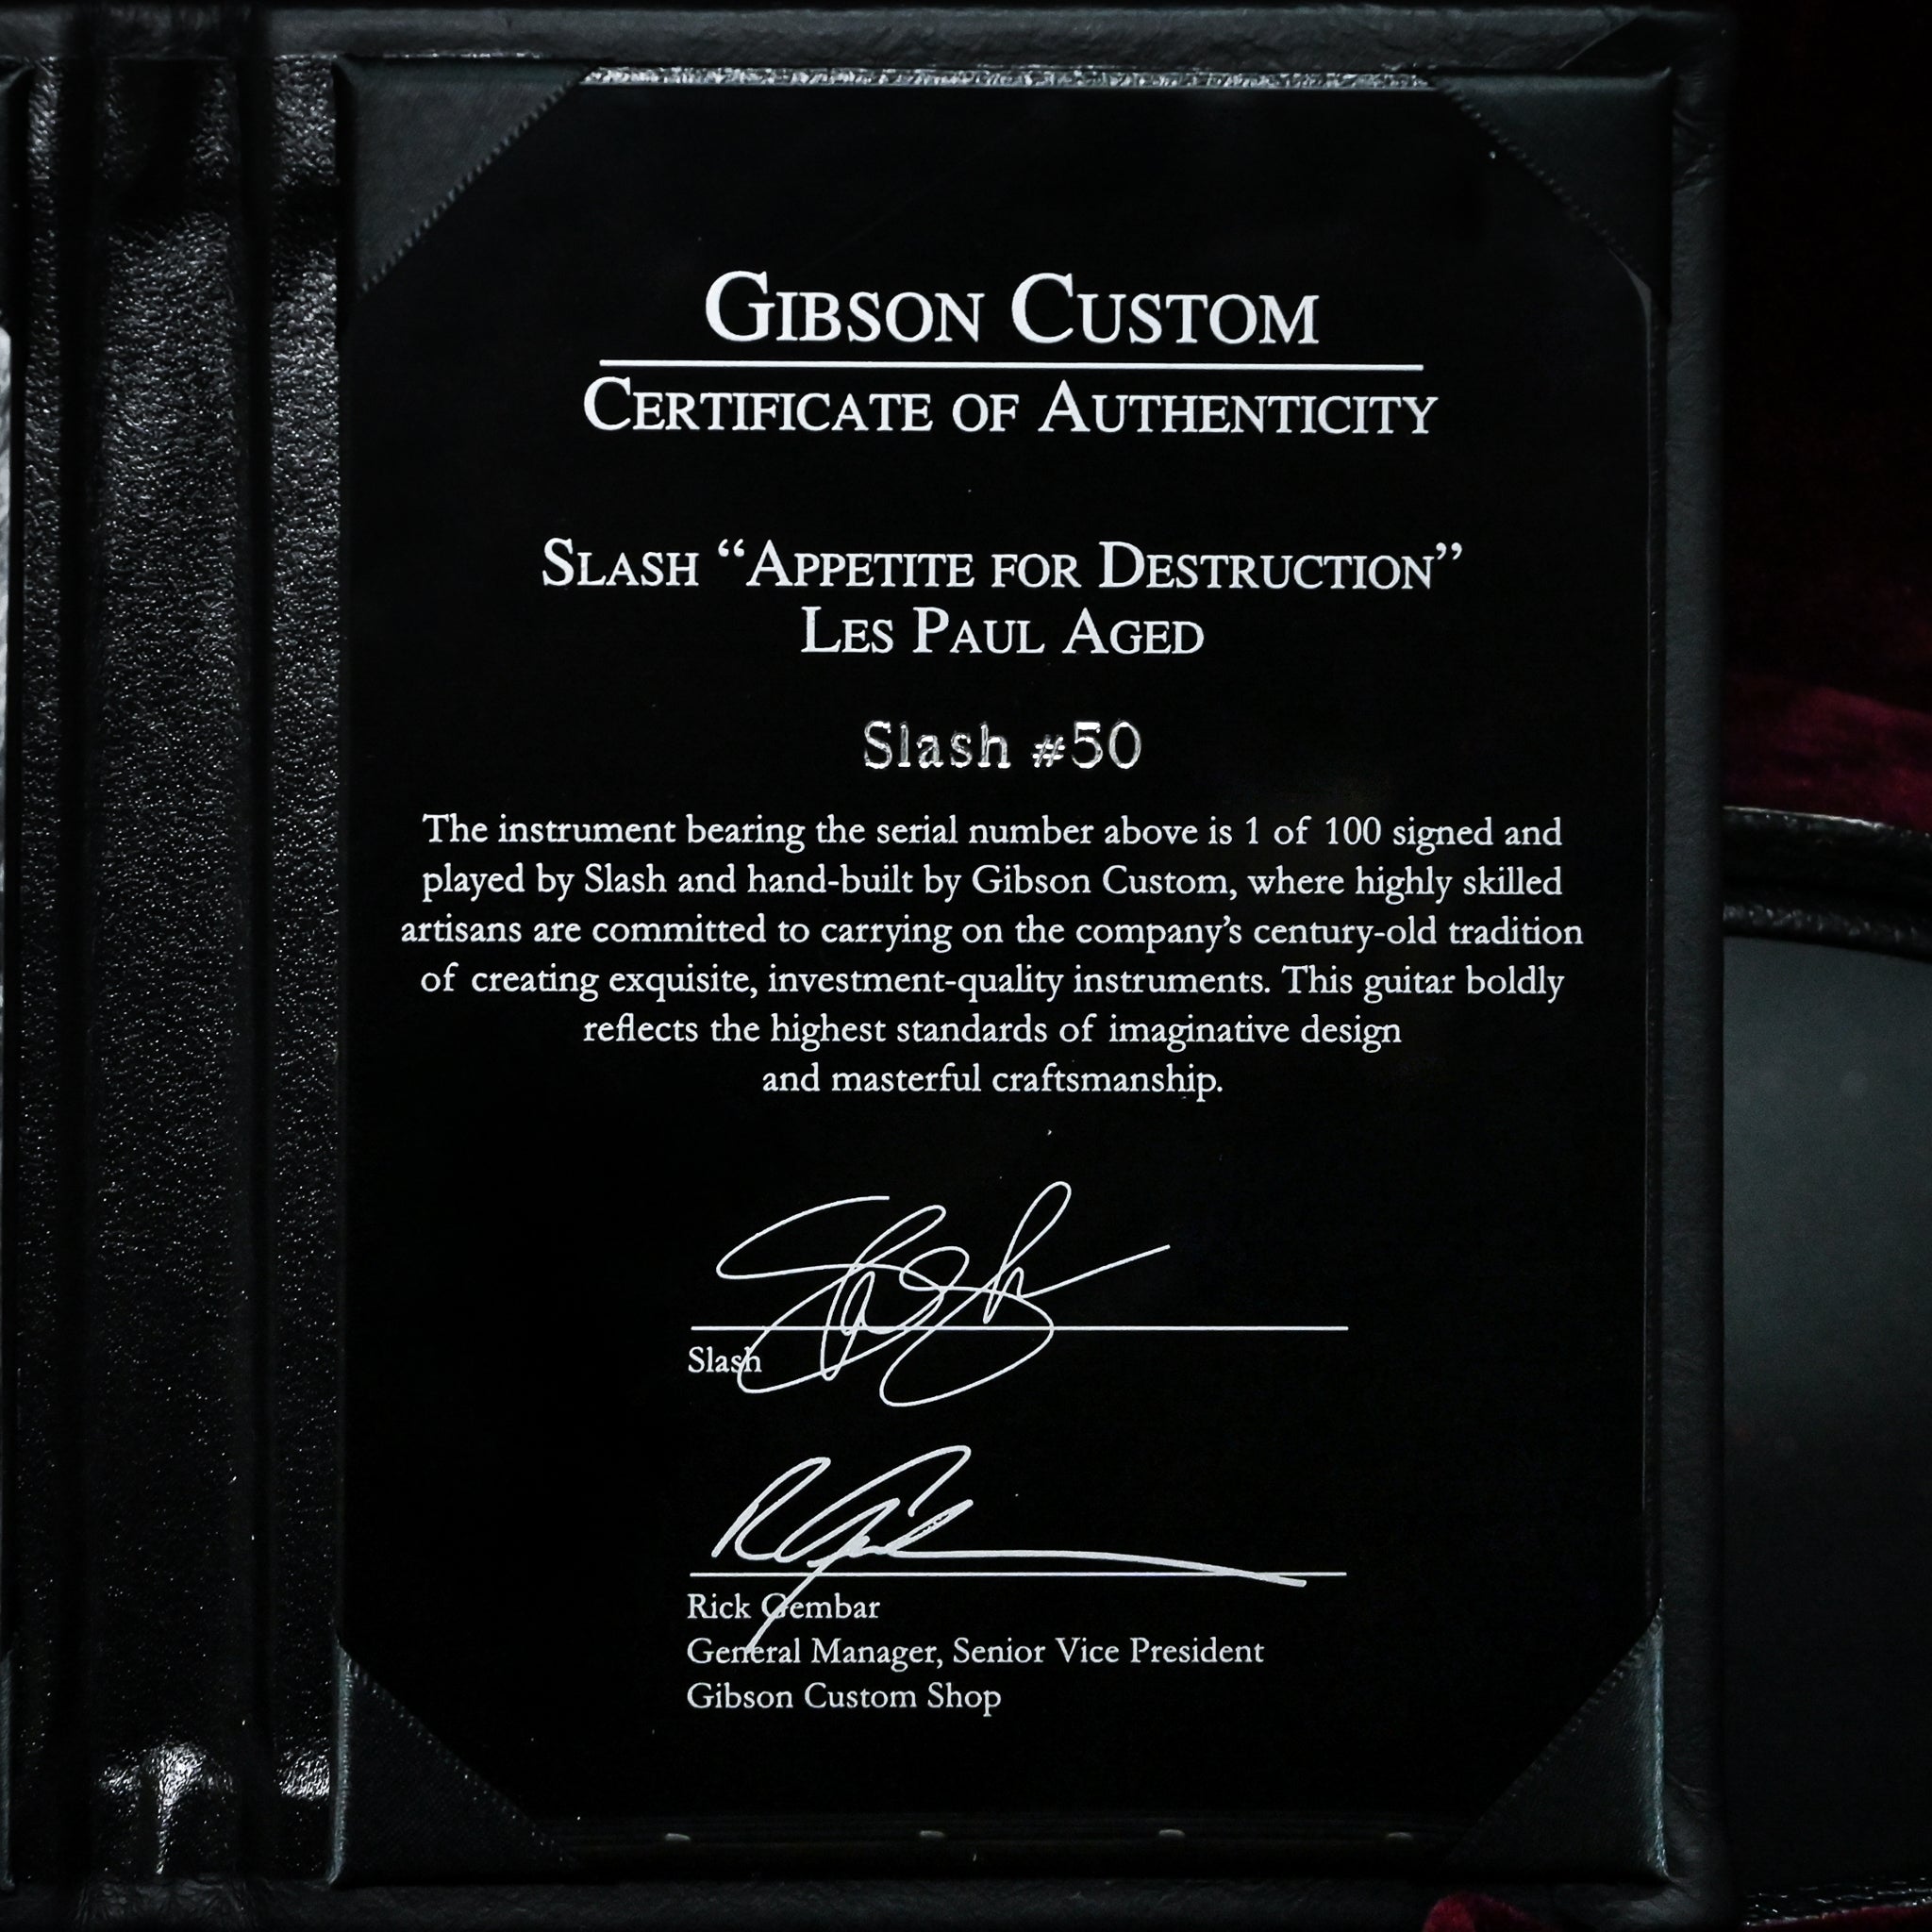 GIBSON CUSTOM
CERTIFICATE OF AUTHENTICITY
SLASH “APPETITE FOR DESTRUCTION”
LES PAUL AGED
Slash #50
The instrument bearing the serial number above is 1 of 100 signed and
played by Slash and hand-built by Gibson Custom, where highly skilled
artisans are committed to carrying on the company’s century-old tradition
of creating exquisite, investment-quality instruments. This guitar boldly
reflects the highest standards of imaginative design
and masterful craftsmanship.
Slash
Slash
Rick Gembar
General Manager, Senior Vice President
Gibson Custom Shop